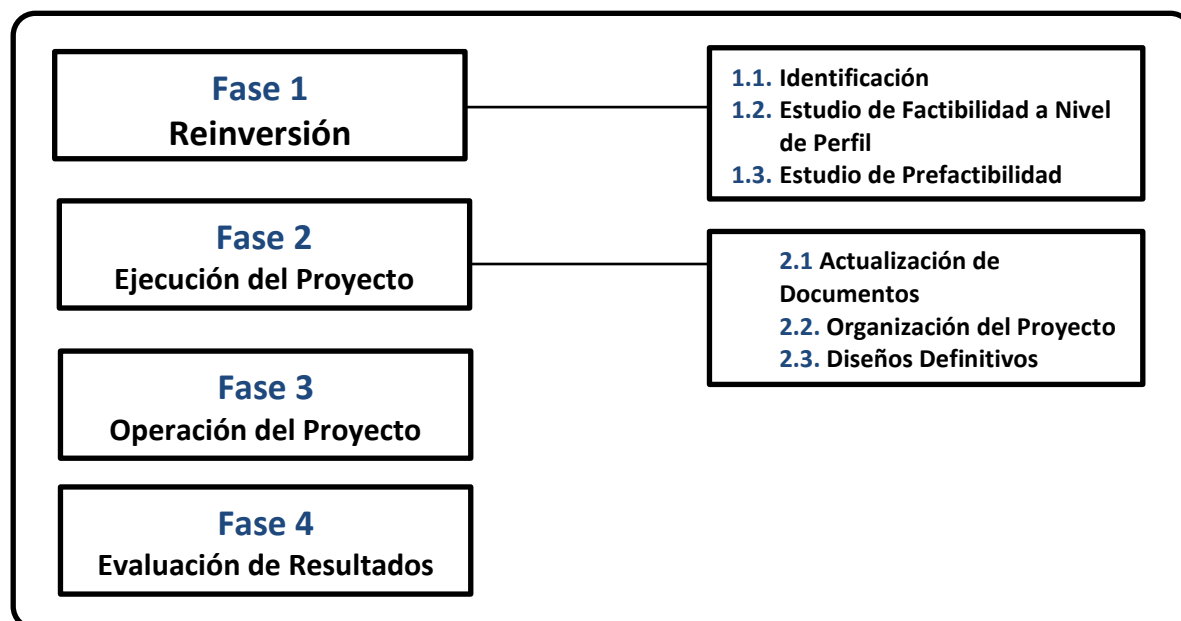 Fase 1
Reinversión
1.1. Identificación
1.2. Estudio de Factibilidad a Nivel
de Perfil
1.3. Estudio de Prefactibilidad
Fase 2
Ejecución del Proyecto
2.1 Actualización de
Documentos
2.2. Organización del Proyecto
2.3. Diseños Definitivos
Fase 3
Operación del Proyecto
Fase 4
Evaluación de Resultados